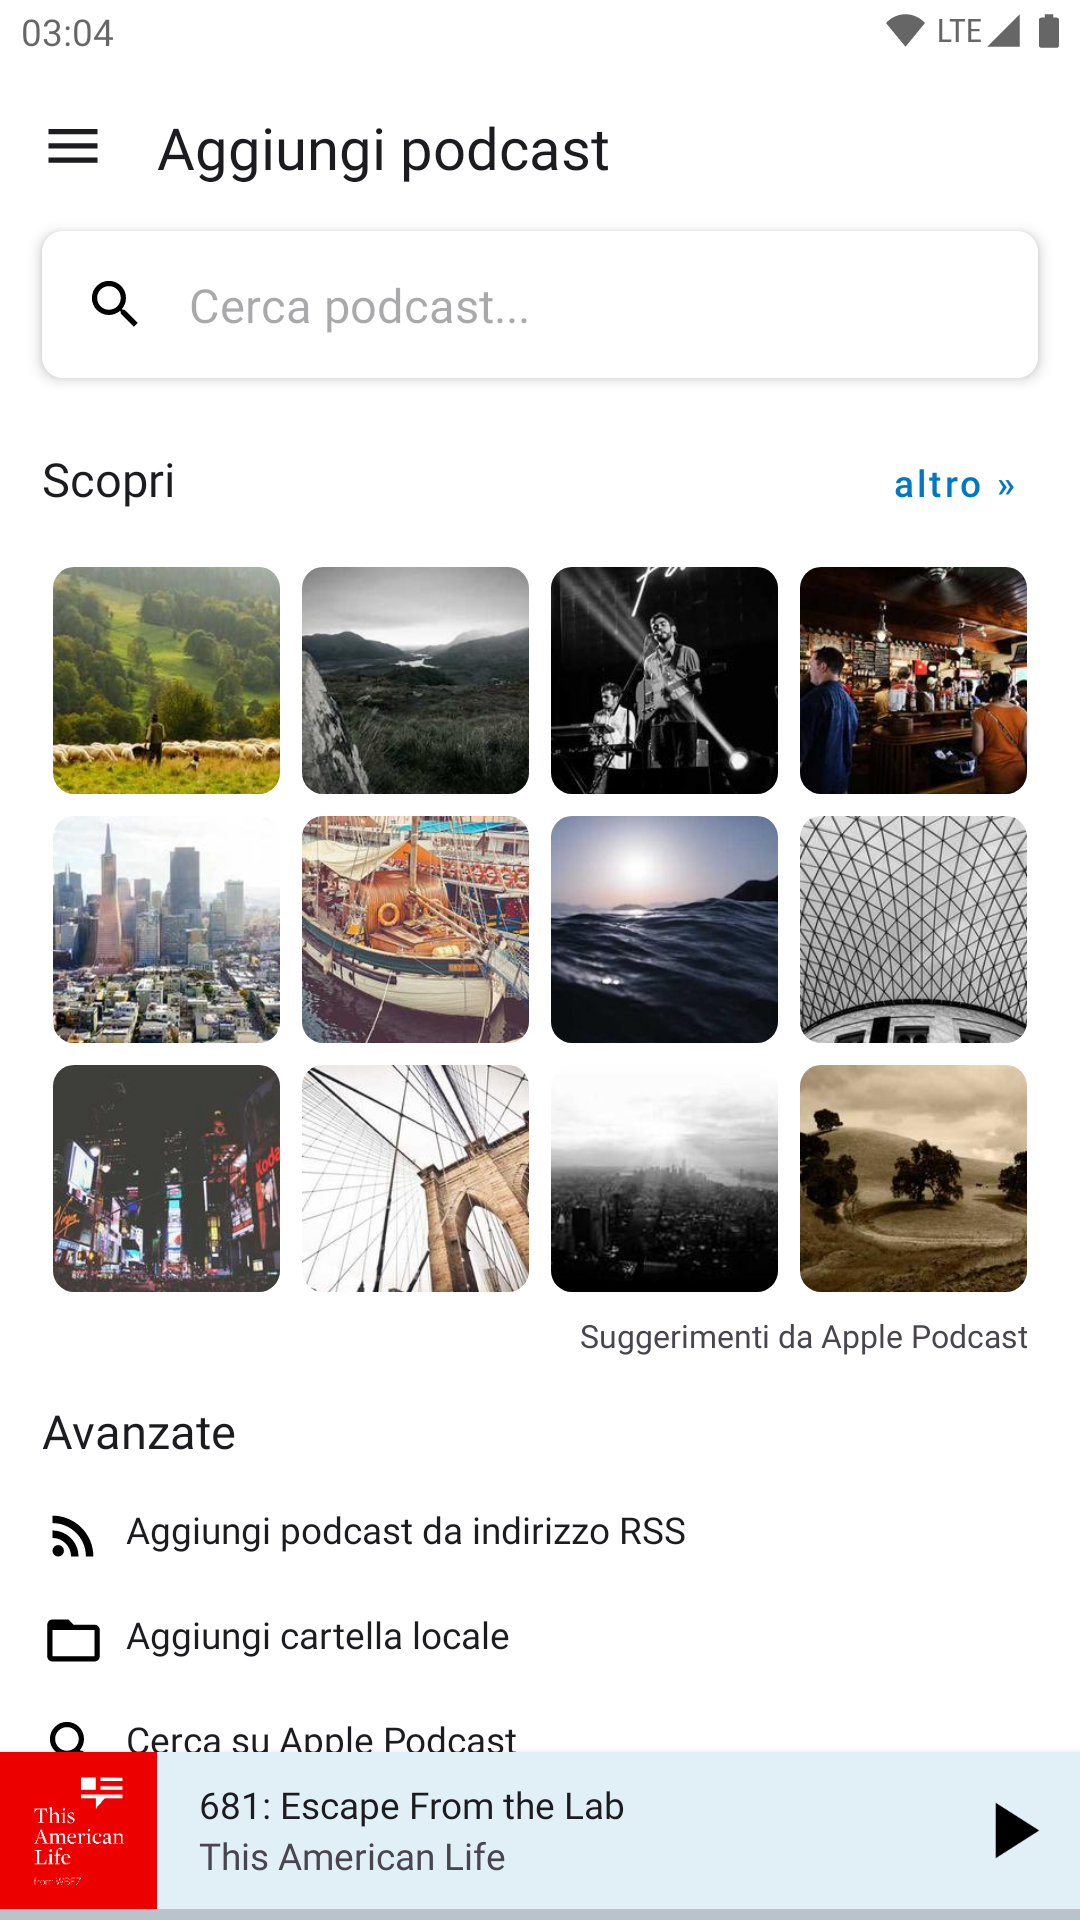 03:04
LTE
Aggiungi podcast
Cerca podcast...
Scopri
altro »
Koda
Virgin
Suggerimenti da Apple Podcast
Avanzate
Aggiungi podcast da indirizzo RSS
Aggiungi cartella locale
Cerca su Apple Podcast
This
American
Life
from WBEZ
681: Escape From the Lab
This American Life